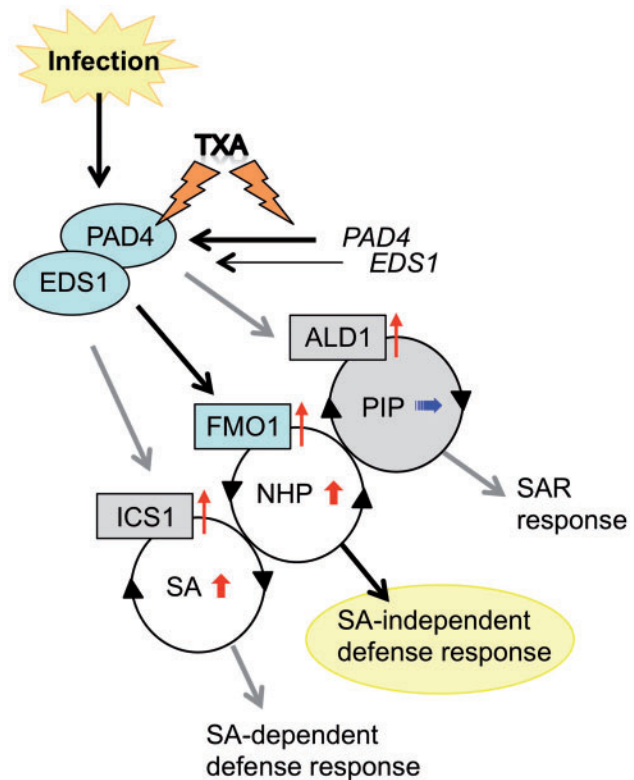 Infection
TXA
PAD4
EDS1
PAD4
EDS1
ALD1
PIP
FMO1
NHP
SAR
response
ICS1
SA
SA-independent
defense response
SA-dependent
defense response